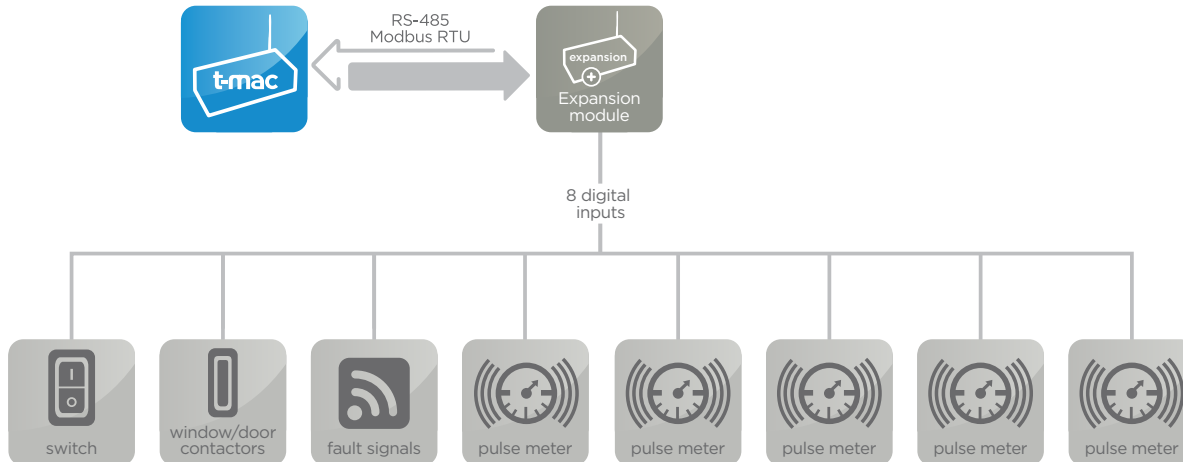 t-mac
RS-485
Modbus RTU
expansion
Expansion
module
8 digital
inputs
switch
window/door
contactors
fault signals
pulse meter
pulse meter
pulse meter
pulse meter
pulse meter